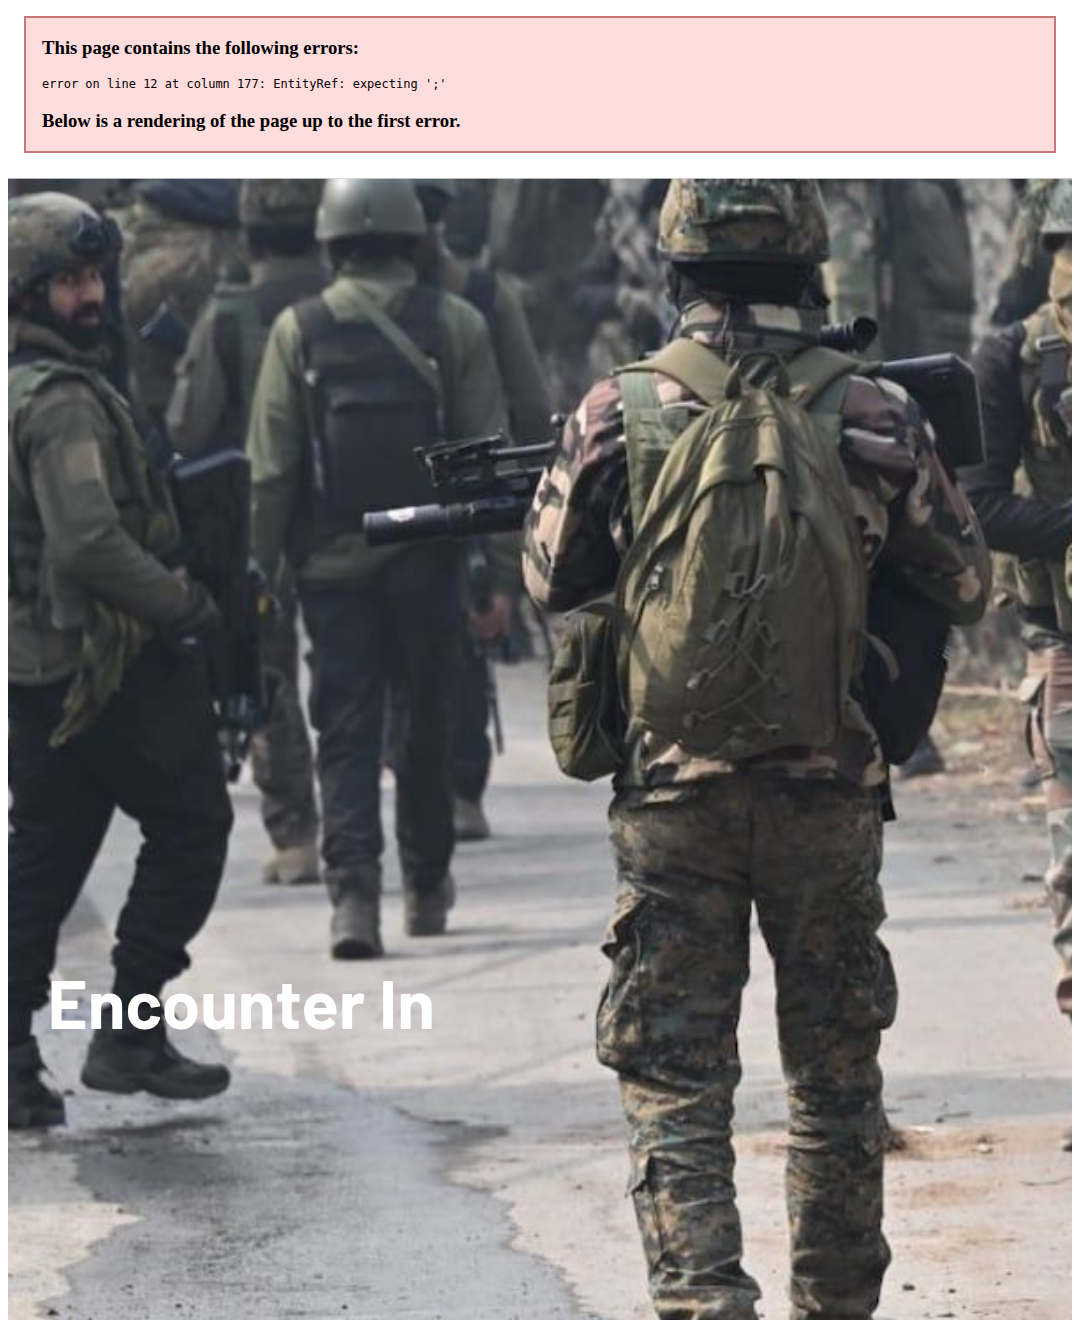 This page contains the following errors:
error on line 12 at column 177: EntityRef: expecting ';'
Below is a rendering of the page up to the first error.
Encounter In